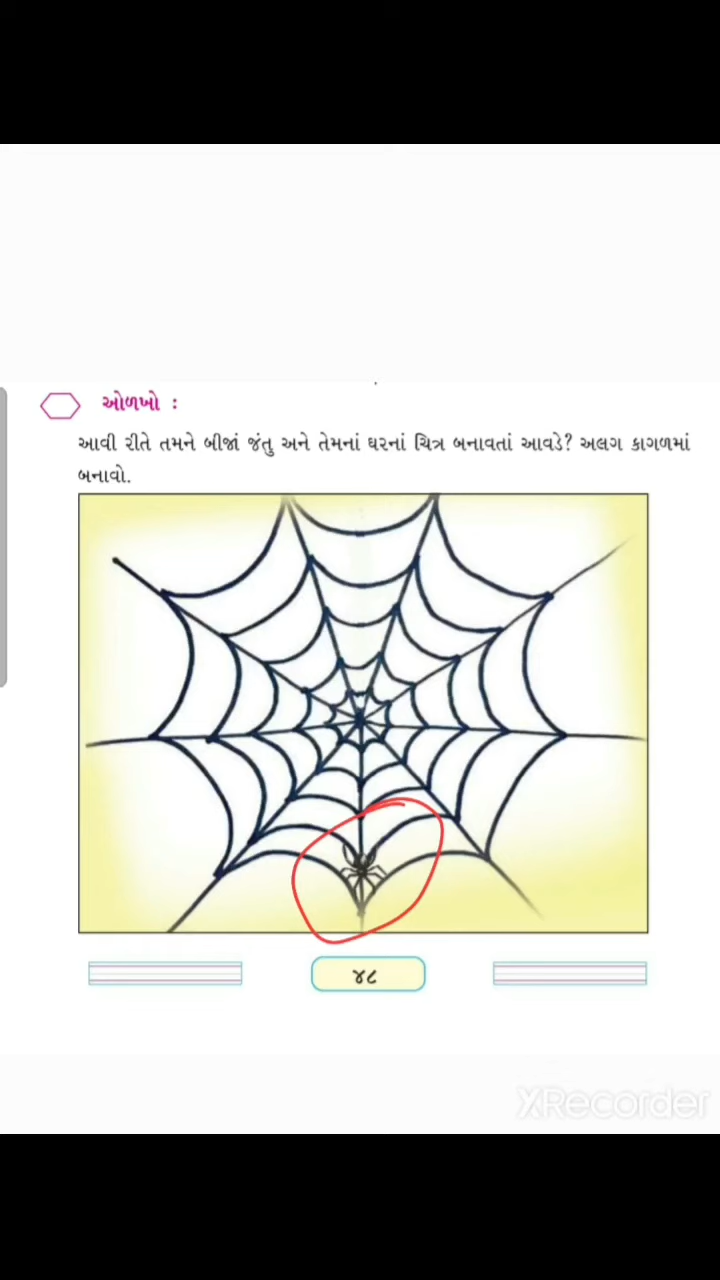 ઓળખો :
આવી રીતે તમને બીજાં જંતુ અને તેમનાં ઘરનાં ચિત્ર બનાવતાં આવડે? અલગ કાગળમાં
બનાવો.
૪૮
XRecorder